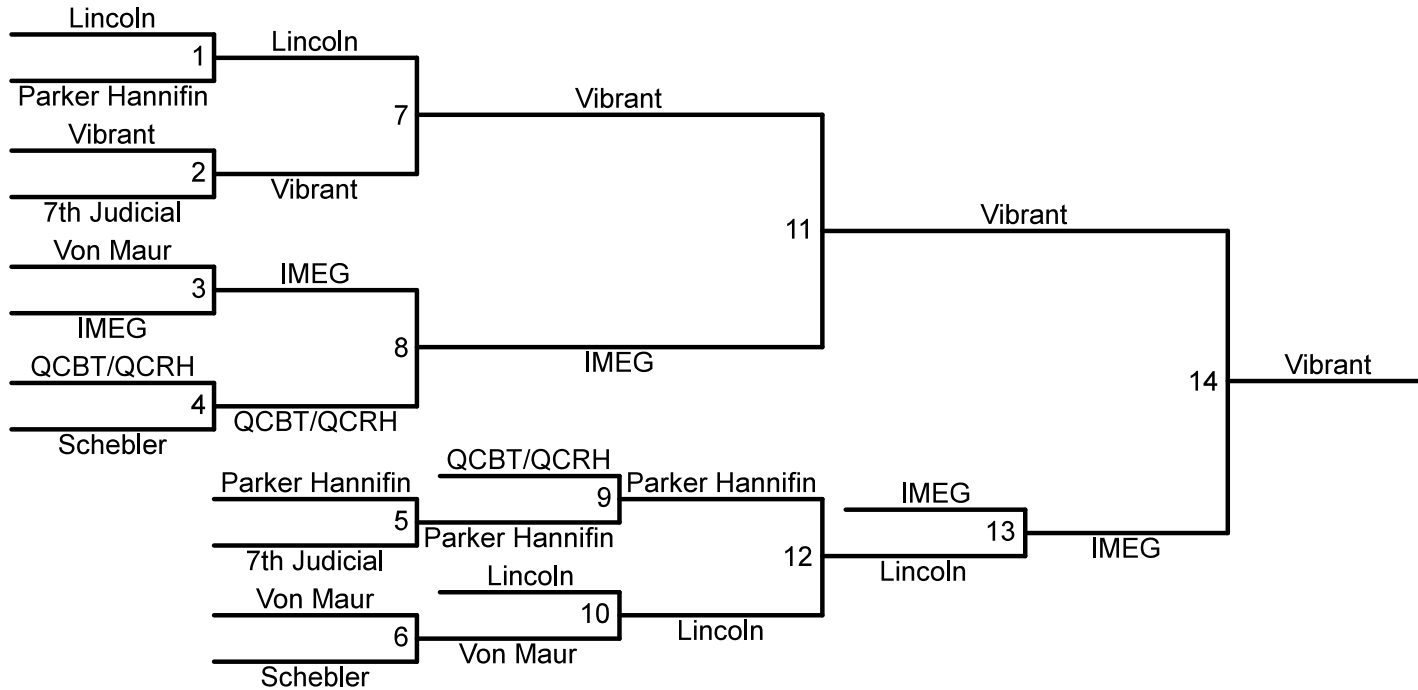 Lincoln
1
Parker Hannifin
Lincoln
7
Vibrant
2
7th Judicial
Vibrant
Vibrant
Von Maur
3
IMEG
IMEG
8
QCBT/QCRH
4
Schebler
QCBT/QCRH
IMEG
11
Vibrant
14
Vibrant
Parker Hannifin
5
7th Judicial
QCBT/QCRH
9
Parker Hannifin
Parker Hannifin
12
Von Maur
6
Schebler
Lincoln
10
Von Maur
Lincoln
IMEG
13
Lincoln
IMEG